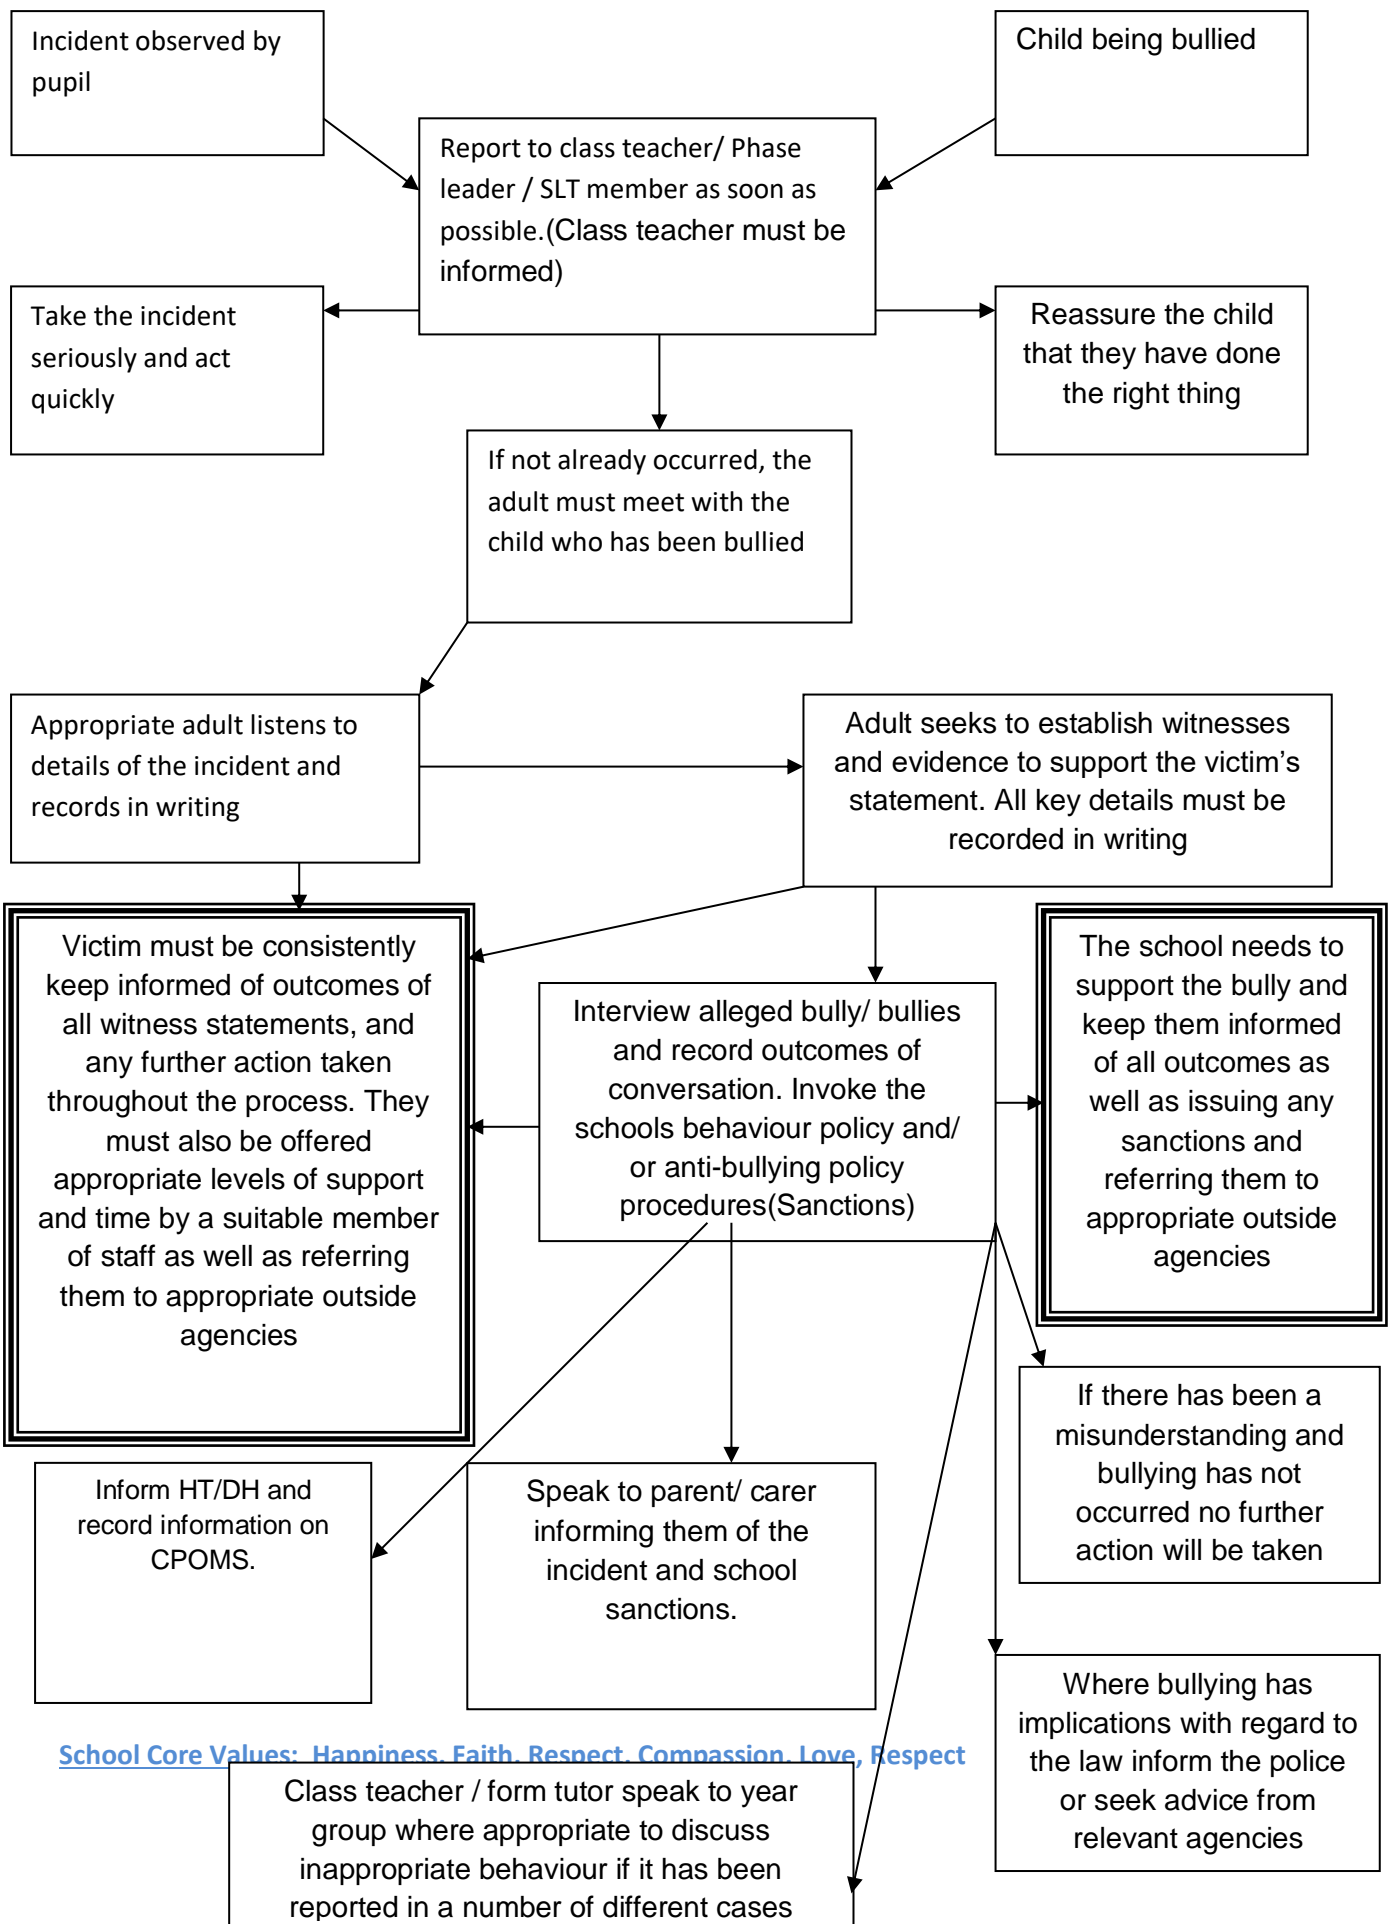 Incident observed by
pupil
Child being bullied
Report to class teacher/ Phase
leader / SLT member as soon as
possible.(Class teacher must be
informed)
Take the incident
seriously and act
quickly
Reassure the child
that they have done
the right thing
If not already occurred, the
adult must meet with the
child who has been bullied
Appropriate adult listens to
details of the incident and
records in writing
Adult seeks to establish witnesses
and evidence to support the victim’s
statement. All key details must be
recorded in writing
Victim must be consistently
keep informed of outcomes of
all witness statements, and
any further action taken
throughout the process. They
must also be offered
appropriate levels of support
and time by a suitable member
of staff as well as referring
them to appropriate outside
agencies
Interview alleged bully/ bullies
and record outcomes of
conversation. Invoke the
schools behaviour policy and/
or anti-bullying policy
procedures(Sanctions)
The school needs to
support the bully and
keep them informed
of all outcomes as
well as issuing any
sanctions and
referring them to
appropriate outside
agencies
If there has been a
misunderstanding and
bullying has not
occurred no further
action will be taken
Inform HT/DH and
record information on
CPOMS.
Speak to parent/ carer
informing them of the
incident and school
sanctions.
Where bullying has
implications with regard to
the law inform the police
or seek advice from
relevant agencies
School Core Values:  Happiness, Faith, Respect, Compassion, Love, Respect
Class teacher / form tutor speak to year
group where appropriate to discuss
inappropriate behaviour if it has been
reported in a number of different cases